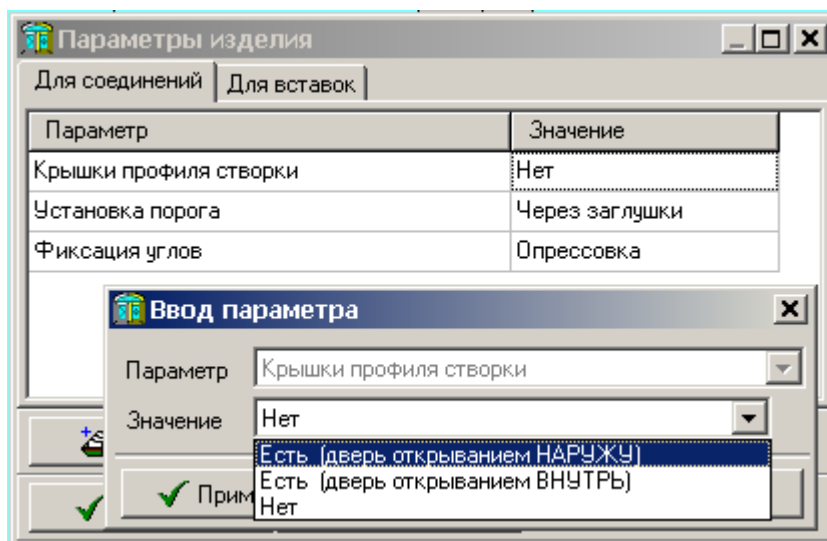 Параметры изделия
Для соединений
Для вставок
Параметр
Значение
Крышки профиля створки
Нет
Установка порога
Через заглушки
Фиксация углов
Опрессовка
Ввод параметра
Параметр
Крышки профиля створки
Значение
Нет
Есть (дверь открыванием НАРУЖУ)
Есть (дверь открыванием ВНУТРЬ)
Нет
Прим